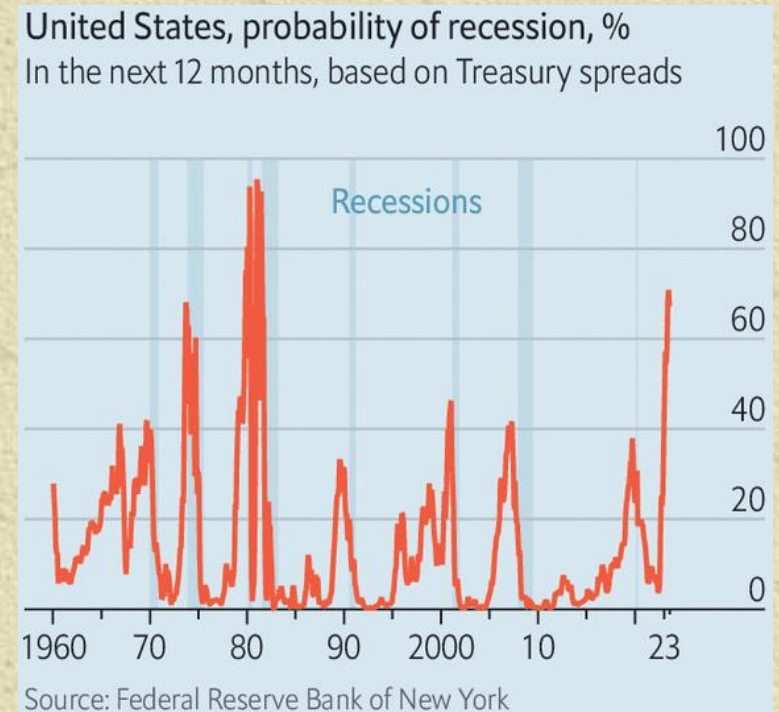 United States, probability of recession, %
In the next 12 months, based on Treasury spreads
100
Recessions
80
60
40
20
0
1960 70 80 90 2000 10 23
Source: Federal Reserve Bank of New York